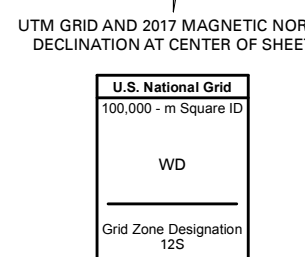 UTM GRID AND 2017 MAGNETIC NOR
DECLINATION AT CENTER OF SHEET
U.S. National Grid
100,000 - m Square ID
WD
Grid Zone Designation
12S